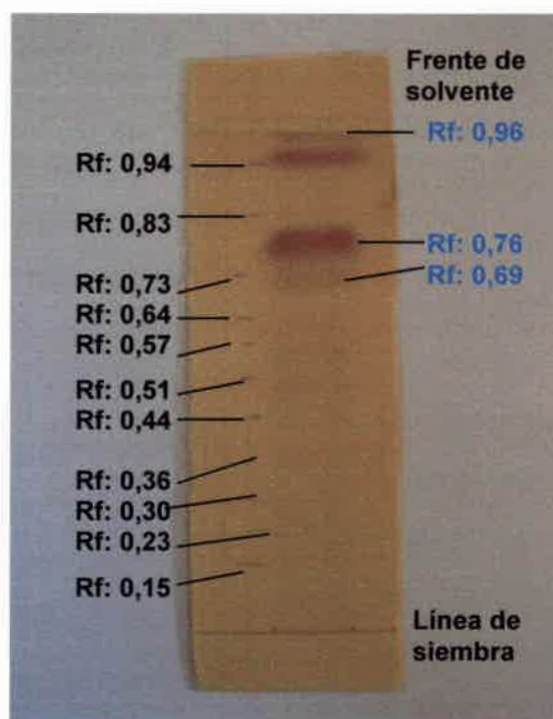 Frente de
solvente
Rf: 0,96
Rf: 0,94
Rf: 0,83
Rf: 0,76
Rf: 0,69
Rf: 0,73
Rf: 0,64
Rf: 0,57
Rf: 0,51
Rf: 0,44
Rf: 0,36
Rf: 0,30
Rf: 0,23
Rf: 0,15
Línea de
siembra